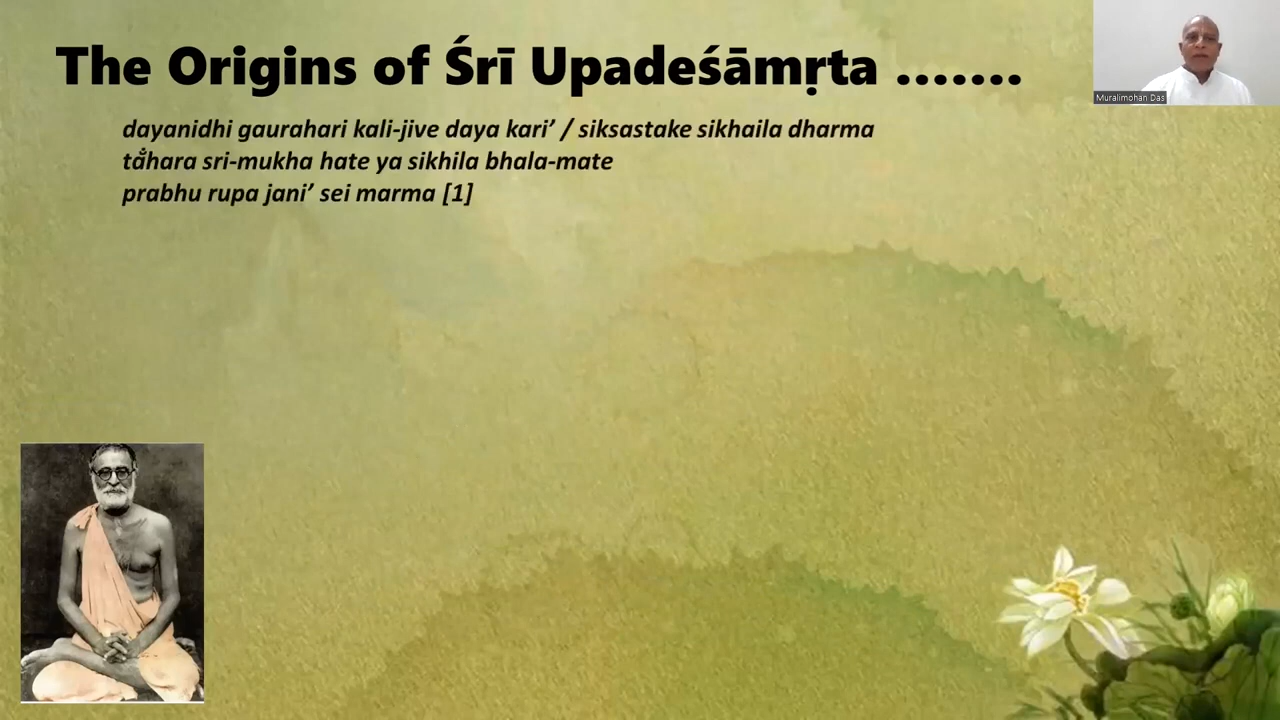 The Origins of Śrī Upadeśāmṛta .......
Muralimohan Das
dayanidhi gaurahari kali-jive daya kari’ / siksastake sikhaila dharma
tằhara sri-mukha hate ya sikhila bhala-mate
prabhu rupa jani’ sei marma [1]